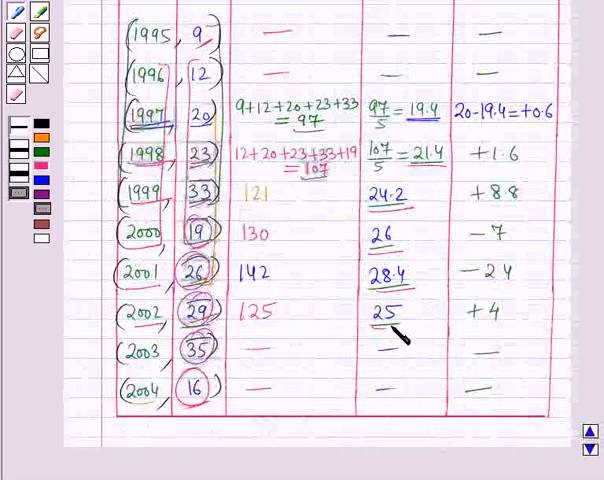 (1995, 9) — — —
(1996, 12) — — —
(1997, 20) 9+12+20+23+33 = 97 97/5 = 19.4 20-19.4=+0.6
(1998, 23) 12+20+23+33+19 = 107 107/5 = 21.4 +1.6
(1999, 33) 121 24.2 +8.8
(2000, 19) 130 26 -7
(2001, 26) 142 28.4 -24
(2002, 29) 125 25 +4
(2003, 35) — — —
(2004, 16) — — —